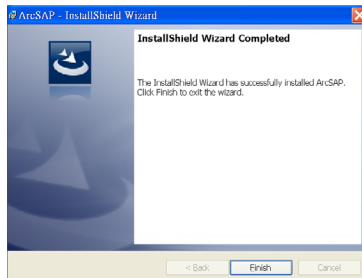 ArcSAP - InstallShield Wizard
InstallShield Wizard Completed
The InstallShield Wizard has successfully installed ArcSAP.
Click Finish to exit the wizard.
< Back
Finish
Cancel